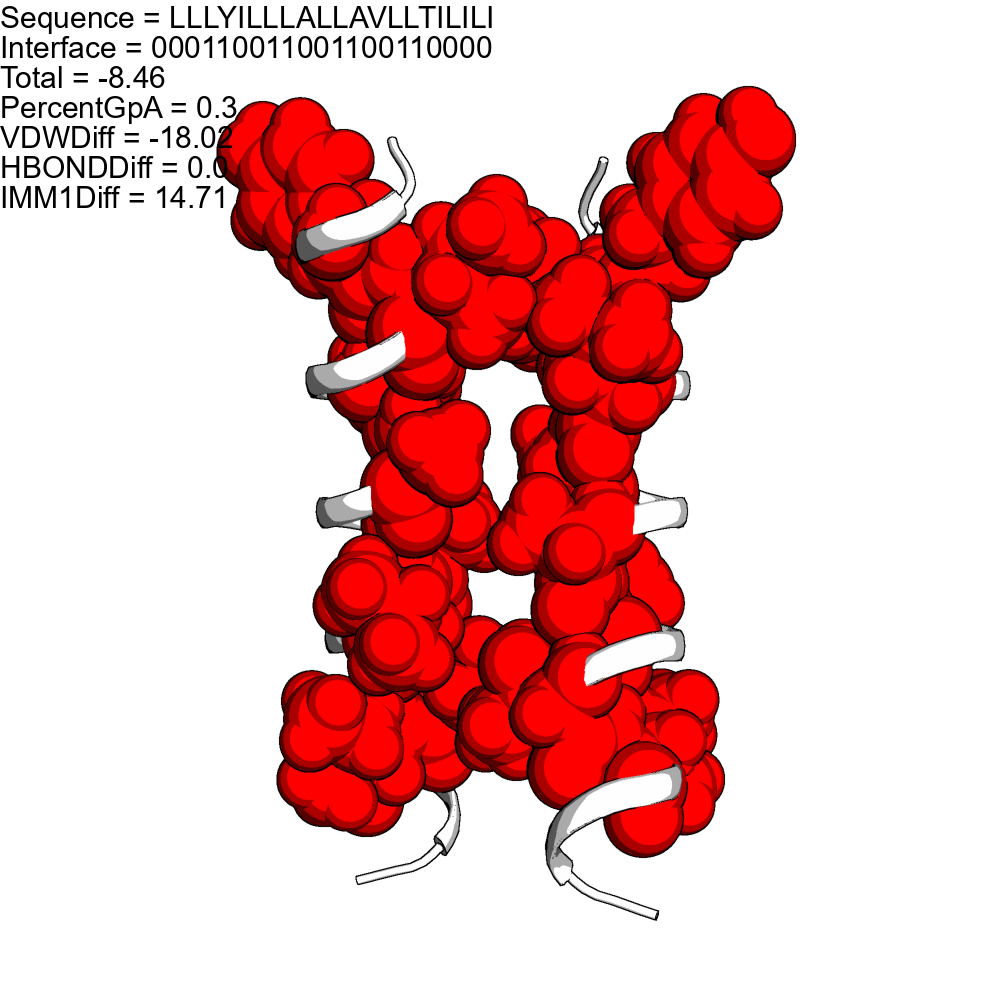 Sequence = LLLYILLLALLAVLLTILILI
Interface = 000110011001100110000
Total = -8.46
PercentGpA = 0.3
VDWDiff = -18.02
HBONDDiff = 0.0
IMM1Diff = 14.71